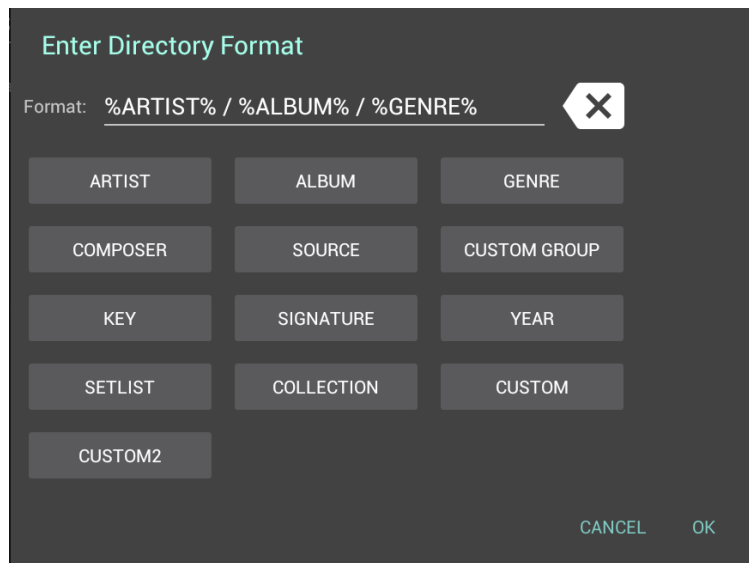 Enter Directory Format
Format: %ARTIST% / %ALBUM% / %GENRE%
ARTIST ALBUM GENRE
COMPOSER SOURCE CUSTOM GROUP
KEY SIGNATURE YEAR
SETLIST COLLECTION CUSTOM
CUSTOM2
CANCEL OK